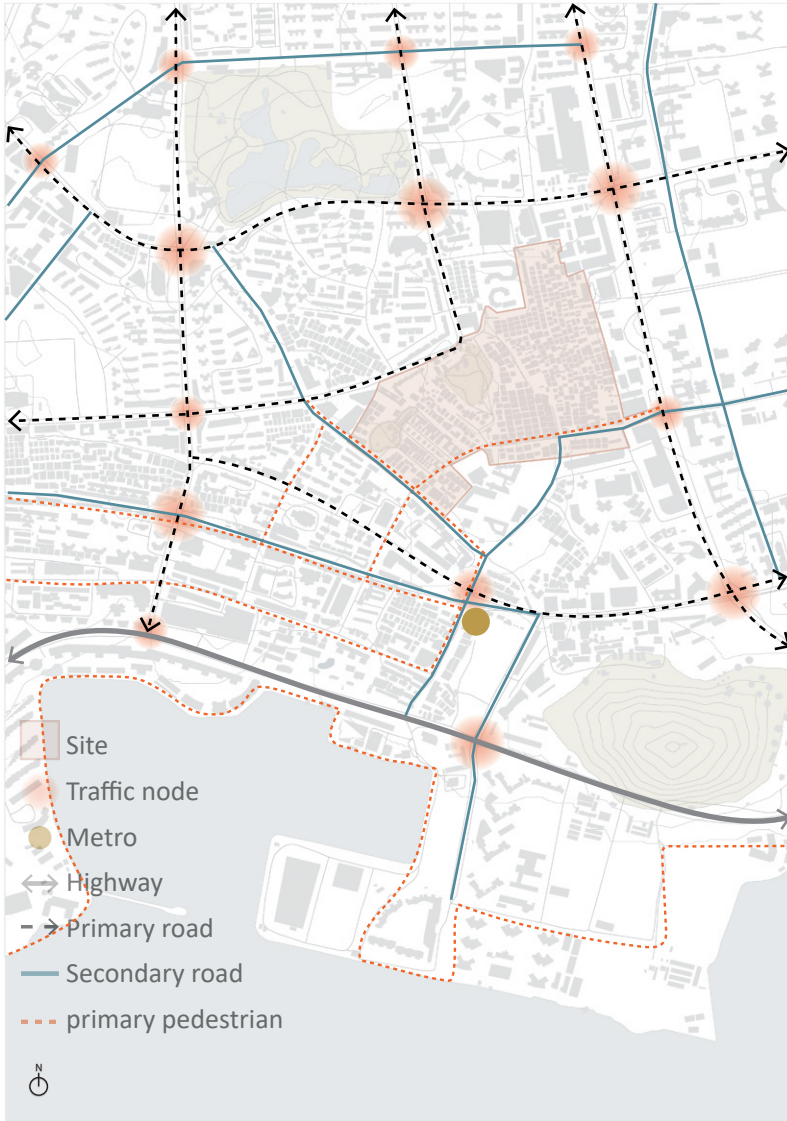 Site
Traffic node
Metro
Highway
Primary road
Secondary road
primary pedestrian
N